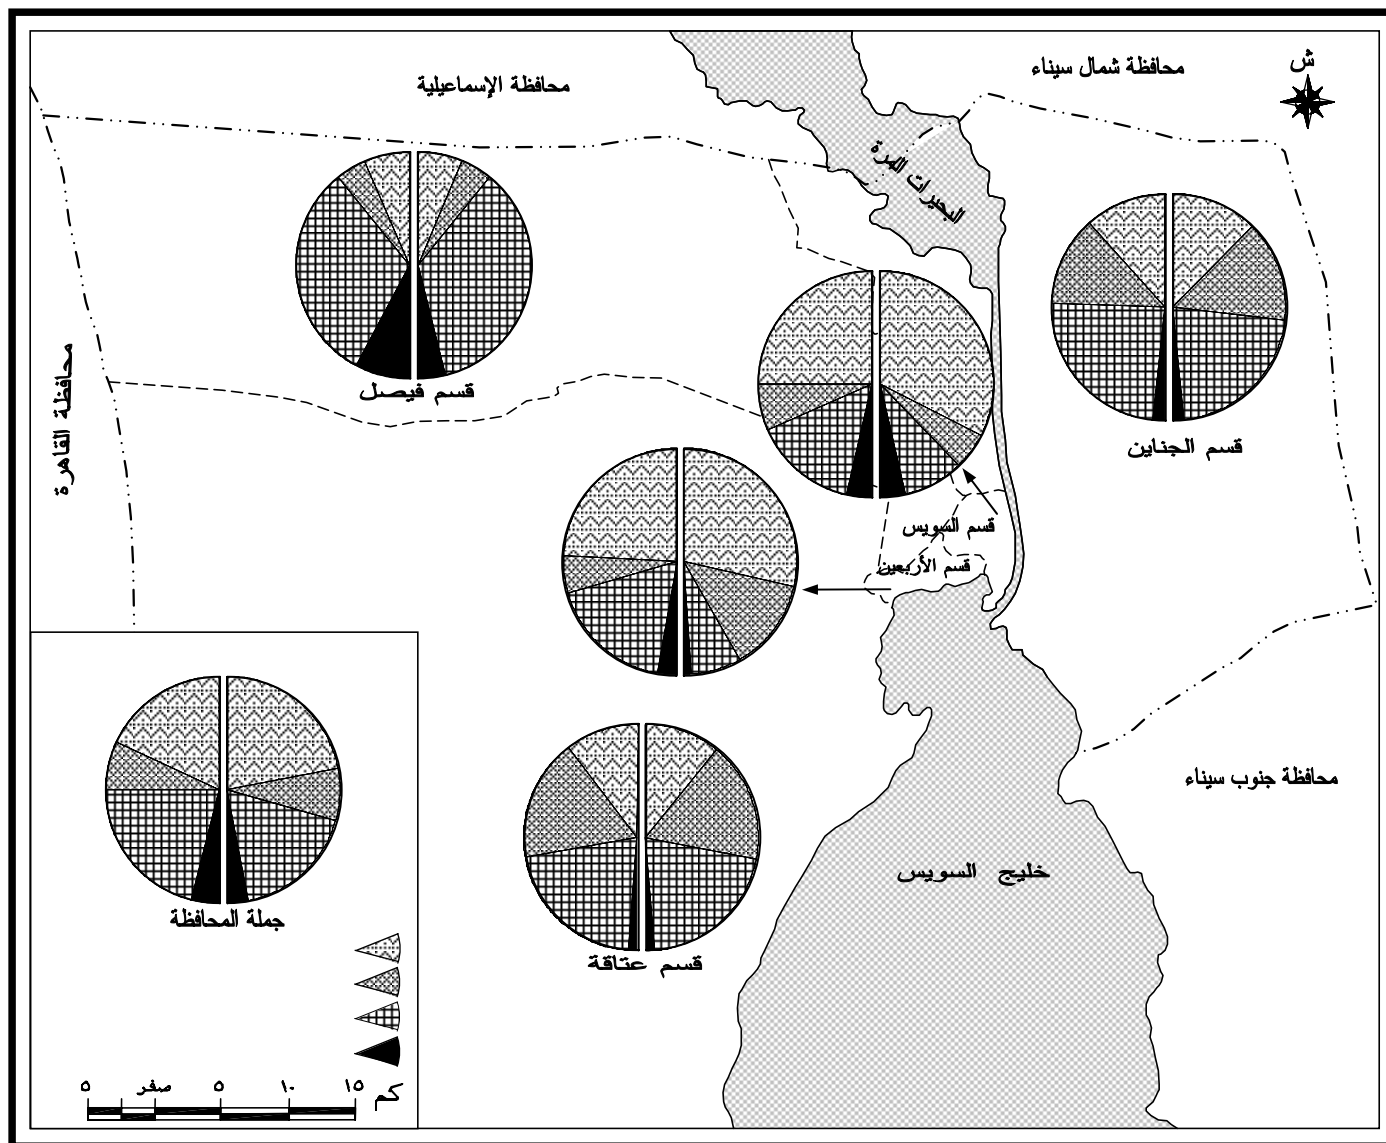 محافظة شمال سيناء
ش
محافظة الإسماعيلية
البحيرات المرة
محافظة القاهرة
قسم فيصل
قسم الجناين
قسم السويس
قسم الأربعين
محافظة جنوب سيناء
خليج السويس
جملة المحافظة
قسم عتاقة
٥ صفر ٥ ١٠ ١٥ كم